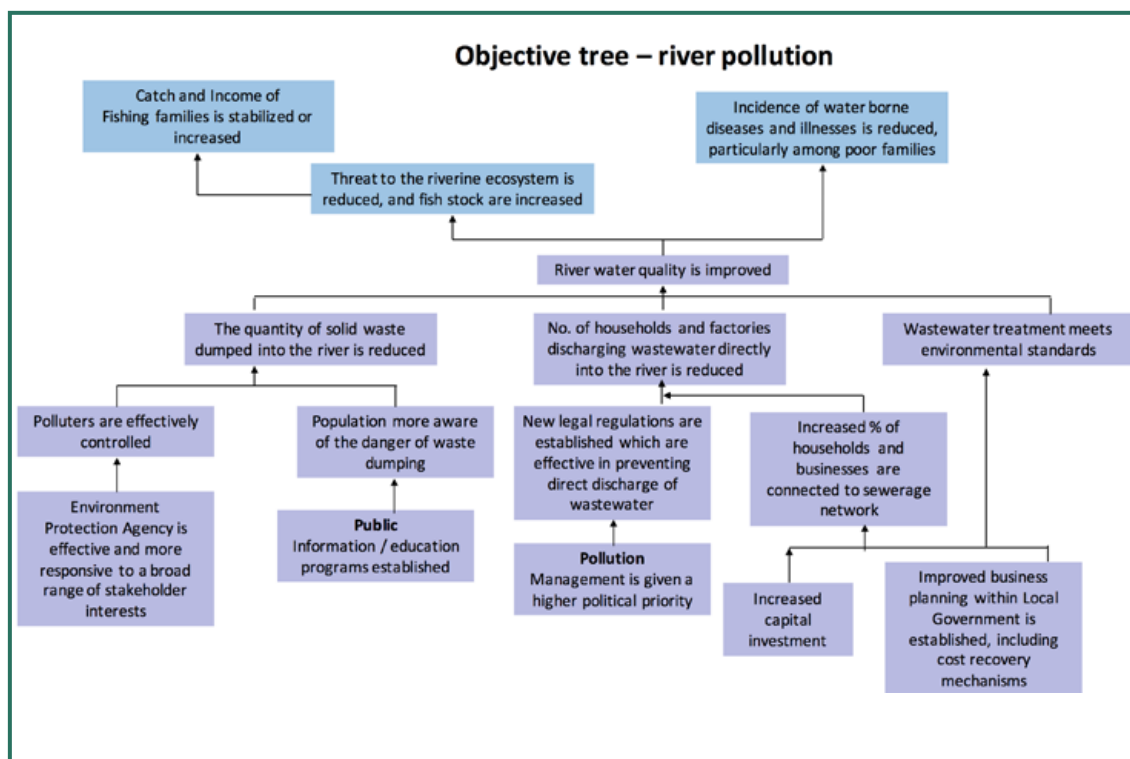 Objective tree – river pollution
Catch and Income of
Fishing families is stabilized or
increased
Incidence of water borne
diseases and illnesses is reduced,
particularly among poor families
Threat to the riverine ecosystem is
reduced, and fish stock are increased
River water quality is improved
The quantity of solid waste
dumped into the river is reduced
No. of households and factories
discharging wastewater directly
into the river is reduced
Wastewater treatment meets
environmental standards
Polluters are effectively
controlled
Population more aware
of the danger of waste
dumping
New legal regulations are
established which are
effective in preventing
direct discharge of
wastewater
Increased % of
households and
businesses are
connected to sewerage
network
Environment
Protection Agency is
effective and more
responsive to a broad
range of stakeholder
interests
Public
Information / education
programs established
Pollution
Management is given a
higher political priority
Increased
capital
investment
Improved business
planning within Local
Government is
established, including
cost recovery
mechanisms